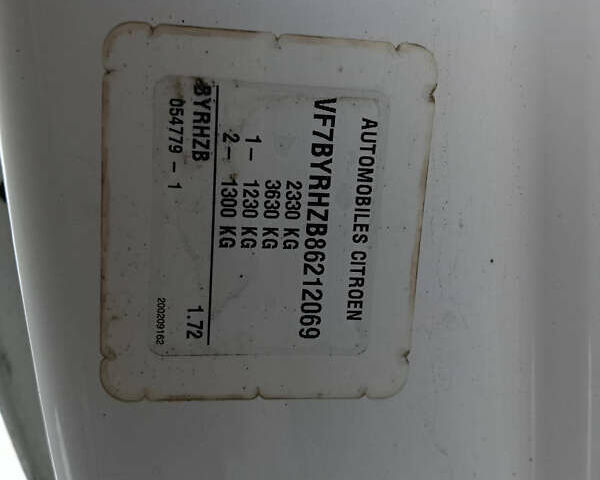 AUTOMOBILES CITROEN
VF7BYRHZB86212069
2330 KG
3630 KG
1- 1230 KG
2- 1300 KG
BYRHZB 1.72
054779-1 200209162